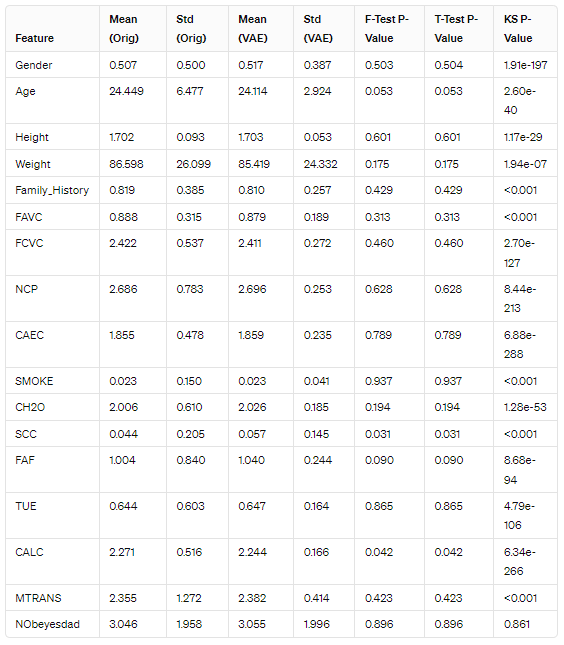 Feature Mean (Orig) Std (Orig) Mean (VAE) Std (VAE) F-Test P-Value T-Test P-Value KS P-Value
Gender 0.507 0.500 0.517 0.387 0.503 0.504 1.91e-197
Age 24.449 6.477 24.114 2.924 0.053 0.053 2.60e-40
Height 1.702 0.093 1.703 0.053 0.601 0.601 1.17e-29
Weight 86.598 26.099 85.419 24.332 0.175 0.175 1.94e-07
Family_History 0.819 0.385 0.810 0.257 0.429 0.429 <0.001
FAVC 0.888 0.315 0.879 0.189 0.313 0.313 <0.001
FCVC 2.422 0.537 2.411 0.272 0.460 0.460 2.70e-127
NCP 2.686 0.783 2.696 0.253 0.628 0.628 8.44e-213
CAEC 1.855 0.478 1.859 0.235 0.789 0.789 6.88e-288
SMOKE 0.023 0.150 0.023 0.041 0.937 0.937 <0.001
CH2O 2.006 0.610 2.026 0.185 0.194 0.194 1.28e-53
SCC 0.044 0.205 0.057 0.145 0.031 0.031 <0.001
FAF 1.004 0.840 1.040 0.244 0.090 0.090 8.68e-94
TUE 0.644 0.603 0.647 0.164 0.865 0.865 4.79e-106
CALC 2.271 0.516 2.244 0.166 0.042 0.042 6.34e-266
MTRANS 2.355 1.272 2.382 0.414 0.423 0.423 <0.001
NObeyesdad 3.046 1.958 3.055 1.996 0.896 0.896 0.861